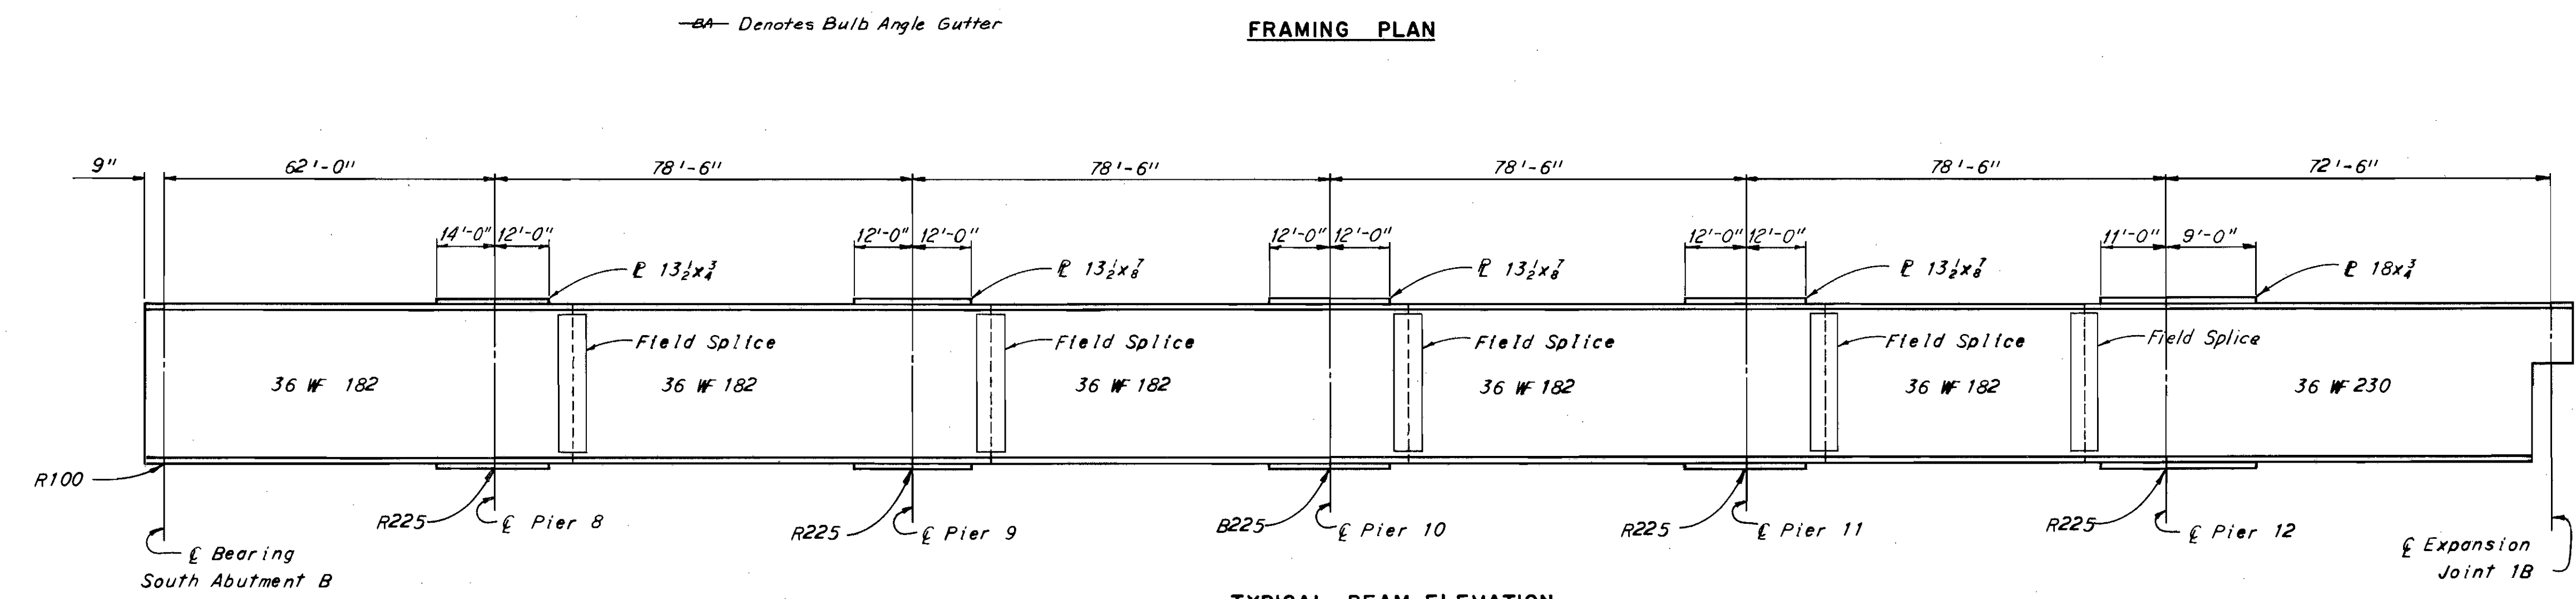 BA Denotes Bulb Angle Gutter
FRAMING PLAN
9" 62'-0" 78'-6" 78'-6" 78'-6" 78'-6" 72'-6"
14'-0" 12'-0" 12'-0" 12'-0" 12'-0" 12'-0" 12'-0" 12'-0" 11'-0" 9'-0"
℄ 13½x¾ ℄ 13½x⅞ ℄ 13½x⅞ ℄ 13½x⅞ ℄ 18x¾
Field Splice Field Splice Field Splice Field Splice Field Splice
36 WF 182 36 WF 182 36 WF 182 36 WF 182 36 WF 182 36 WF 230
R100 R225 R225 B225 R225 R225
℄ Pier 8 ℄ Pier 9 ℄ Pier 10 ℄ Pier 11 ℄ Pier 12
℄ Bearing
South Abutment B
℄ Expansion
Joint 1B
TYPICAL BEAM ELEVATION